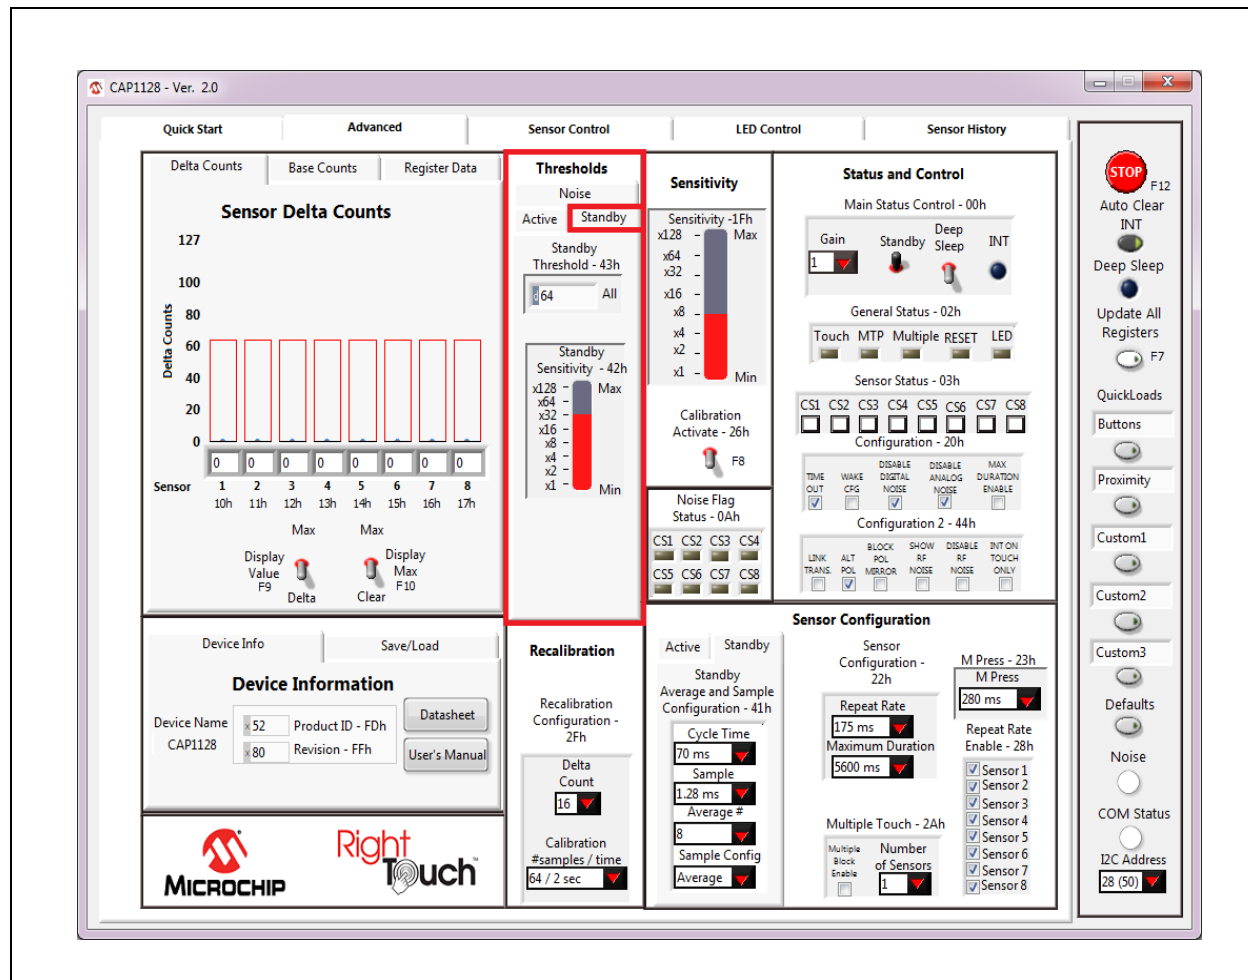 CAP1128 - Ver. 2.0
Quick Start
Advanced
Sensor Control
LED Control
Sensor History
Delta Counts
Base Counts
Register Data
Sensor Delta Counts
Delta Counts
127
100
80
60
40
20
0
0 0 0 0 0 0 0 0
Sensor 1 2 3 4 5 6 7 8
10h 11h 12h 13h 14h 15h 16h 17h
Max Max
Display
Value
F9
Delta
Display
Max
F10
Clear
Thresholds
Noise
Active
Standby
Standby
Threshold - 43h
64 All
Standby
Sensitivity - 42h
x128 Max
x64
x32
x16
x8
x4
x2
x1 Min
Sensitivity
Sensitivity -1Fh
x128 Max
x64
x32
x16
x8
x4
x2
x1 Min
Calibration
Activate - 26h
F8
Noise Flag
Status - 0Ah
CS1 CS2 CS3 CS4
CS5 CS6 CS7 CS8
Status and Control
Main Status Control - 00h
Gain
1
Standby
Deep
Sleep
INT
General Status - 02h
Touch MTP Multiple RESET LED
Sensor Status - 03h
CS1 CS2 CS3 CS4 CS5 CS6 CS7 CS8
Configuration - 20h
TIME
OUT
WAKE
CFG
DISABLE
DIGITAL
NOISE
DISABLE
ANALOG
NOISE
MAX
DURATION
ENABLE
Configuration 2 - 44h
LINK
TRANS.
ALT
POL
BLOCK
POL
MIRROR
SHOW
RF
NOISE
DISABLE
RF
NOISE
INT ON
TOUCH
ONLY
Device Info
Save/Load
Device Information
Device Name
CAP1128
x 52 Product ID - FDh
x 80 Revision - FFh
Datasheet
User's Manual
MICROCHIP
Right
Touch™
Recalibration
Recalibration
Configuration -
2Fh
Delta
Count
16
Calibration
#samples / time
64 / 2 sec
Sensor Configuration
Active
Standby
Standby
Average and Sample
Configuration - 41h
Cycle Time
70 ms
Sample
1.28 ms
Average #
8
Sample Config
Average
Sensor
Configuration -
22h
Repeat Rate
175 ms
Maximum Duration
5600 ms
Multiple Touch - 2Ah
Multiple
Block
Enable
Number
of Sensors
1
M Press - 23h
M Press
280 ms
Repeat Rate
Enable - 28h
Sensor 1
Sensor 2
Sensor 3
Sensor 4
Sensor 5
Sensor 6
Sensor 7
Sensor 8
STOP
F12
Auto Clear
INT
Deep Sleep
Update All
Registers
F7
QuickLoads
Buttons
Proximity
Custom1
Custom2
Custom3
Defaults
Noise
COM Status
I2C Address
28 (50)